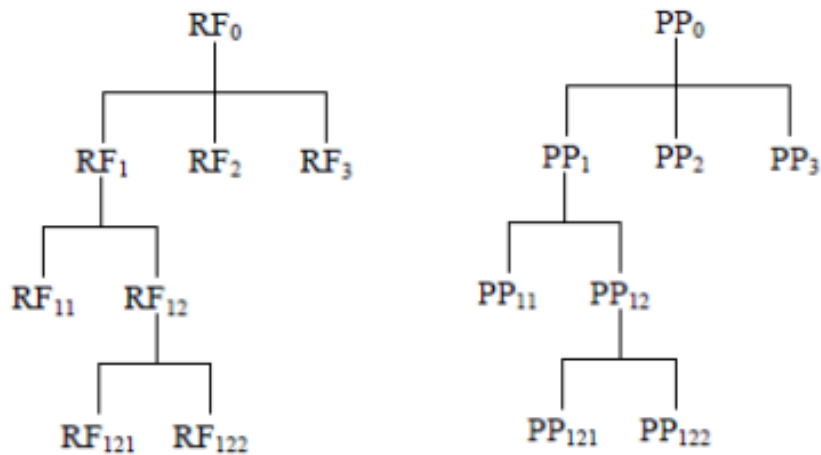 RF₀ PP₀
RF₁ RF₂ RF₃ PP₁ PP₂ PP₃
RF₁₁ RF₁₂ PP₁₁ PP₁₂
RF₁₂₁ RF₁₂₂ PP₁₂₁ PP₁₂₂